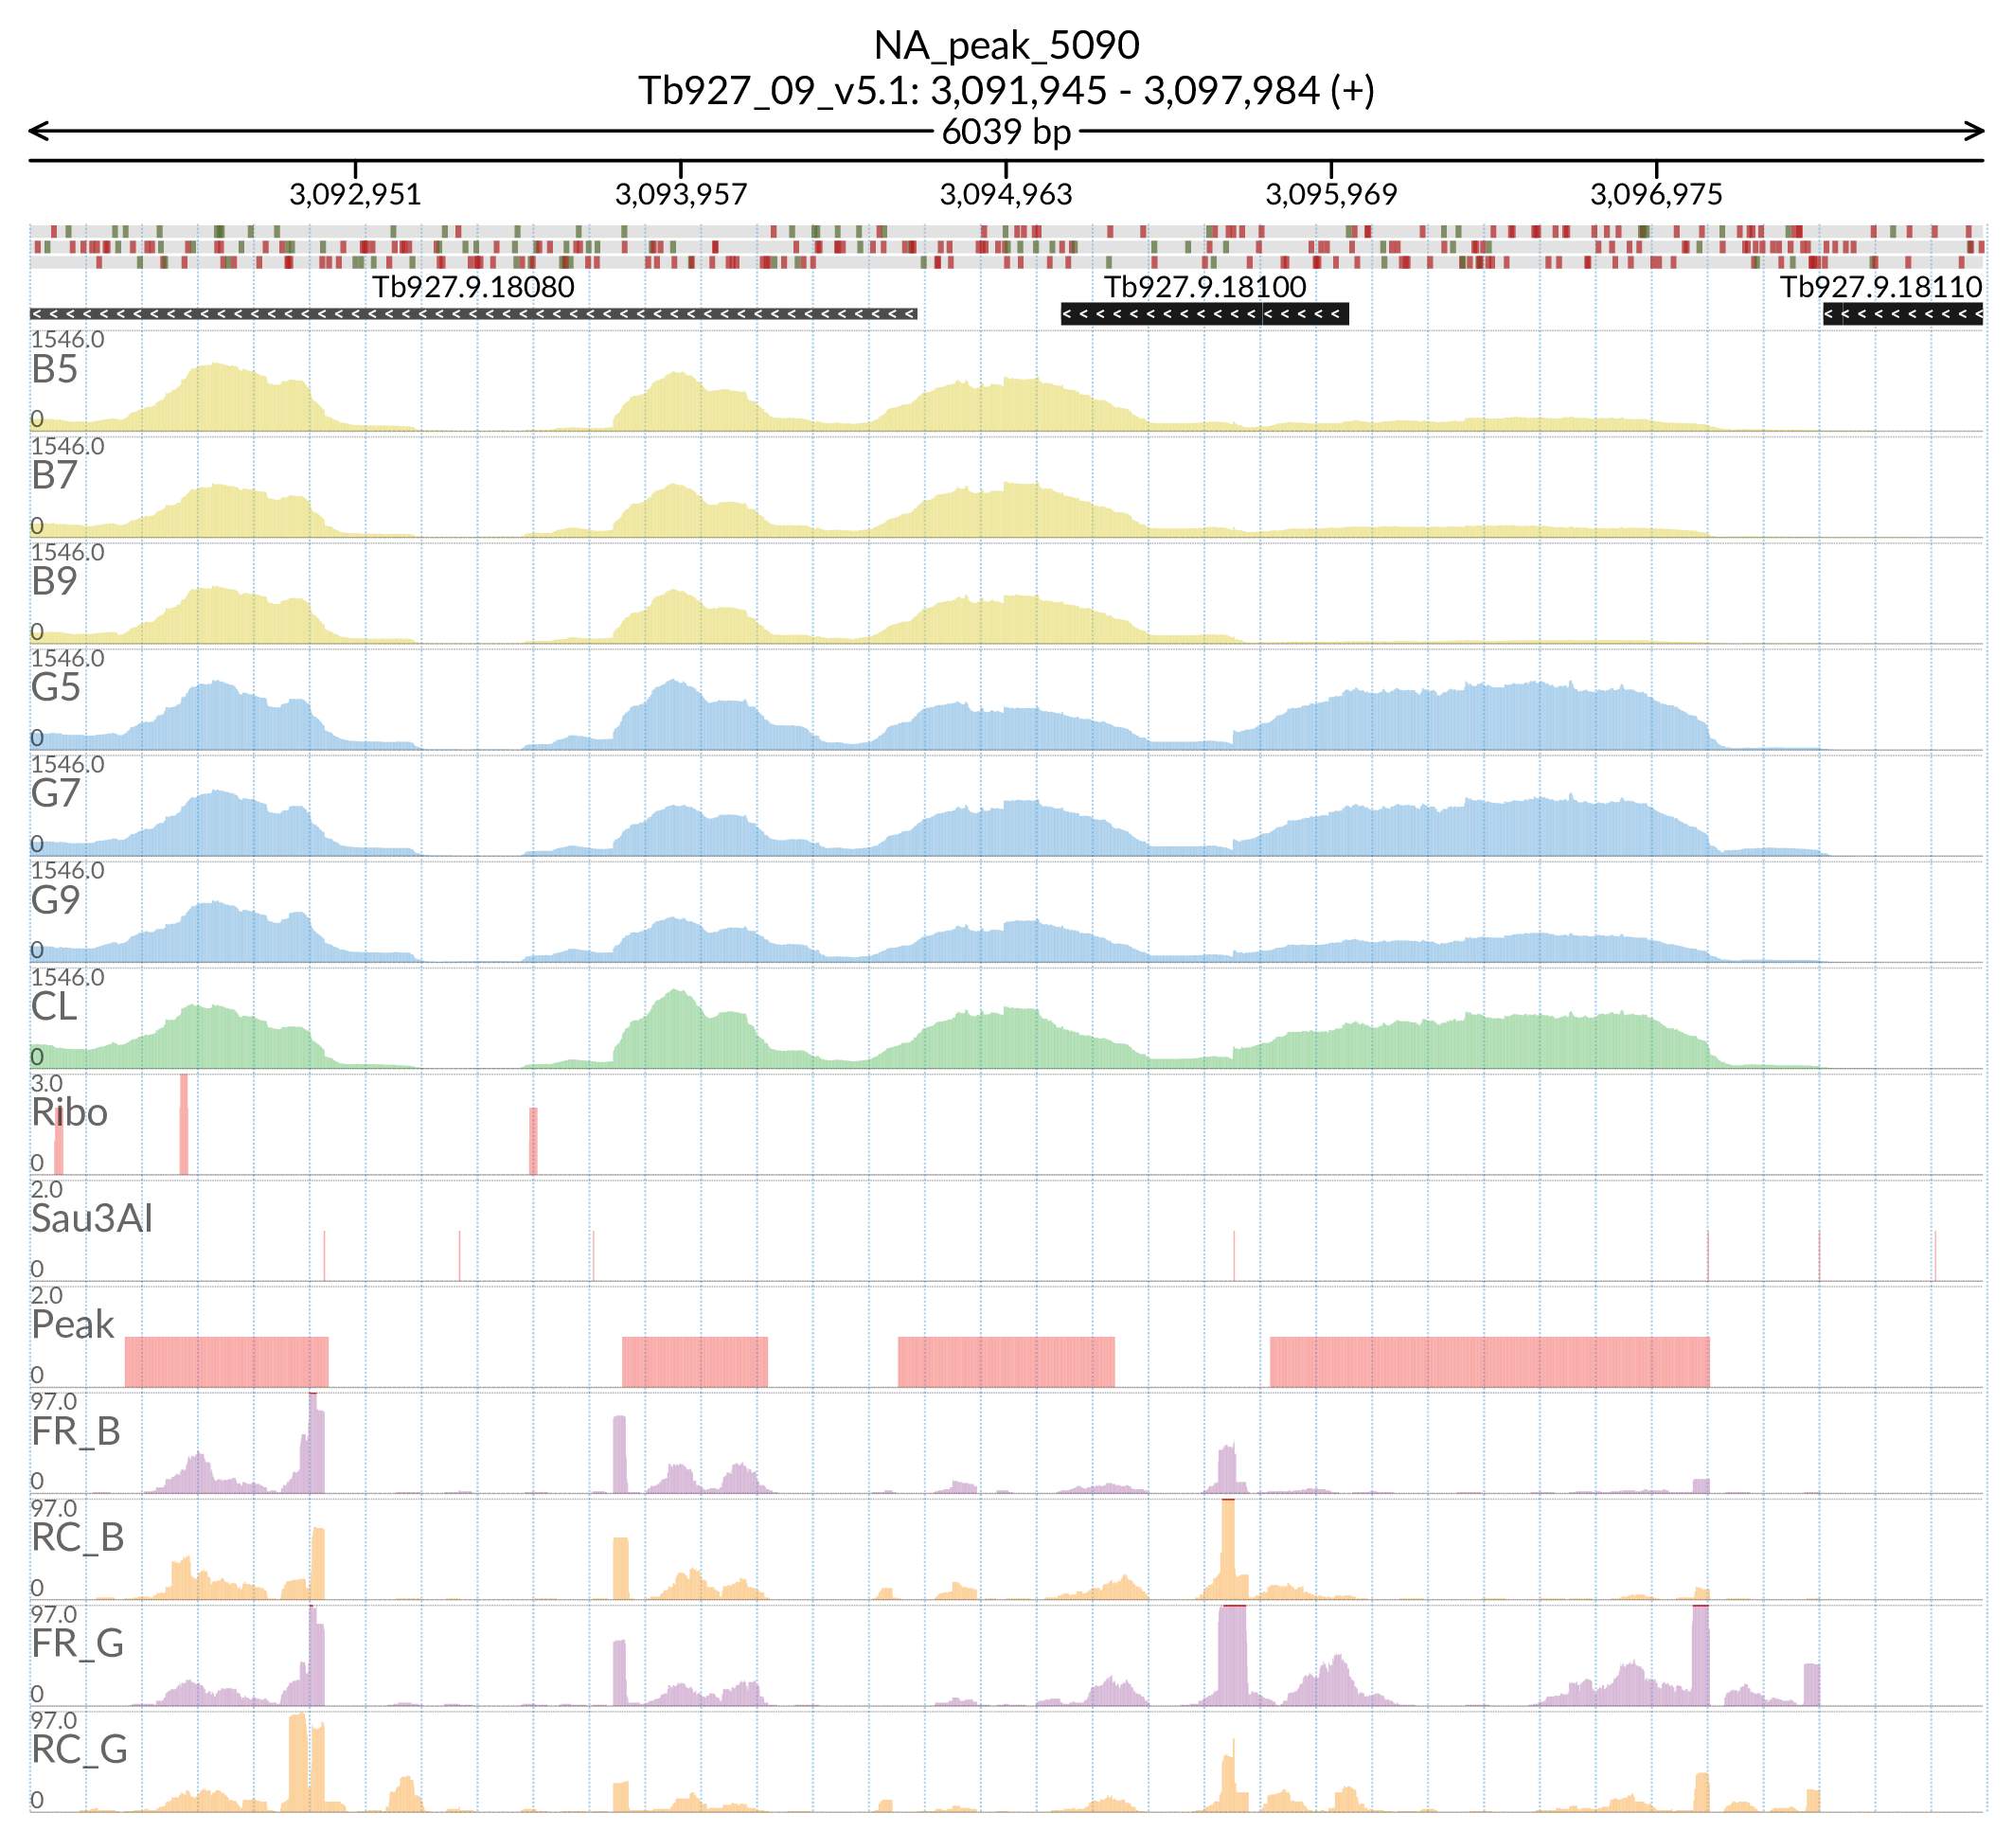 NA_peak_5090
Tb927_09_v5.1: 3,091,945 - 3,097,984 (+)
6039 bp
3,092,951 3,093,957 3,094,963 3,095,969 3,096,975
Tb927.9.18080 Tb927.9.18100 Tb927.9.18110
1546.0
B5
0
1546.0
B7
0
1546.0
B9
0
1546.0
G5
0
1546.0
G7
0
1546.0
G9
0
1546.0
CL
0
3.0
Ribo
0
2.0
Sau3AI
0
2.0
Peak
0
97.0
FR_B
0
97.0
RC_B
0
97.0
FR_G
0
97.0
RC_G
0